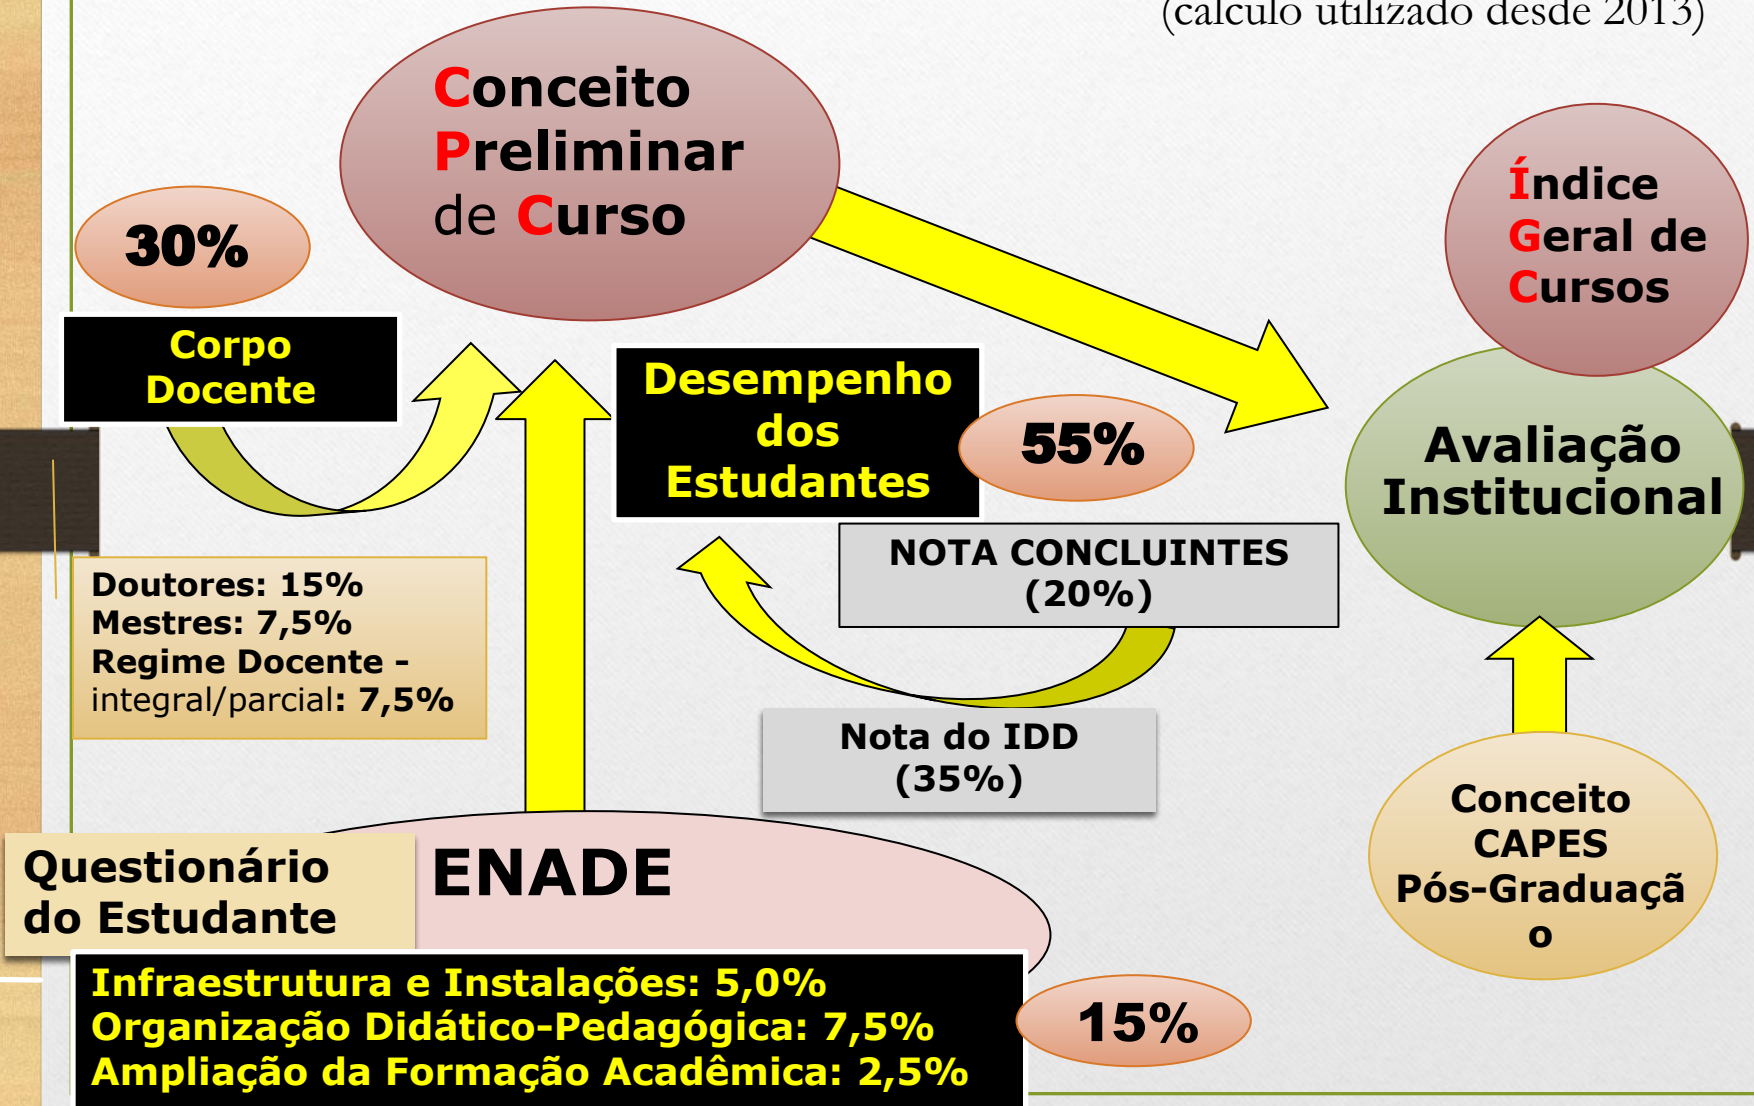 (calculo utilizado desde 2013)
Conceito
Preliminar
de Curso
Índice
Geral de
Cursos
30%
Corpo
Docente
Desempenho
dos
Estudantes
55%
Avaliação
Institucional
NOTA CONCLUINTES
(20%)
Doutores: 15%
Mestres: 7,5%
Regime Docente –
integral/parcial: 7,5%
Nota do IDD
(35%)
Conceito
CAPES
Pós-Graduaçã
o
Questionário
do Estudante
ENADE
Infraestrutura e Instalações: 5,0%
Organização Didático-Pedagógica: 7,5%
Ampliação da Formação Acadêmica: 2,5%
15%